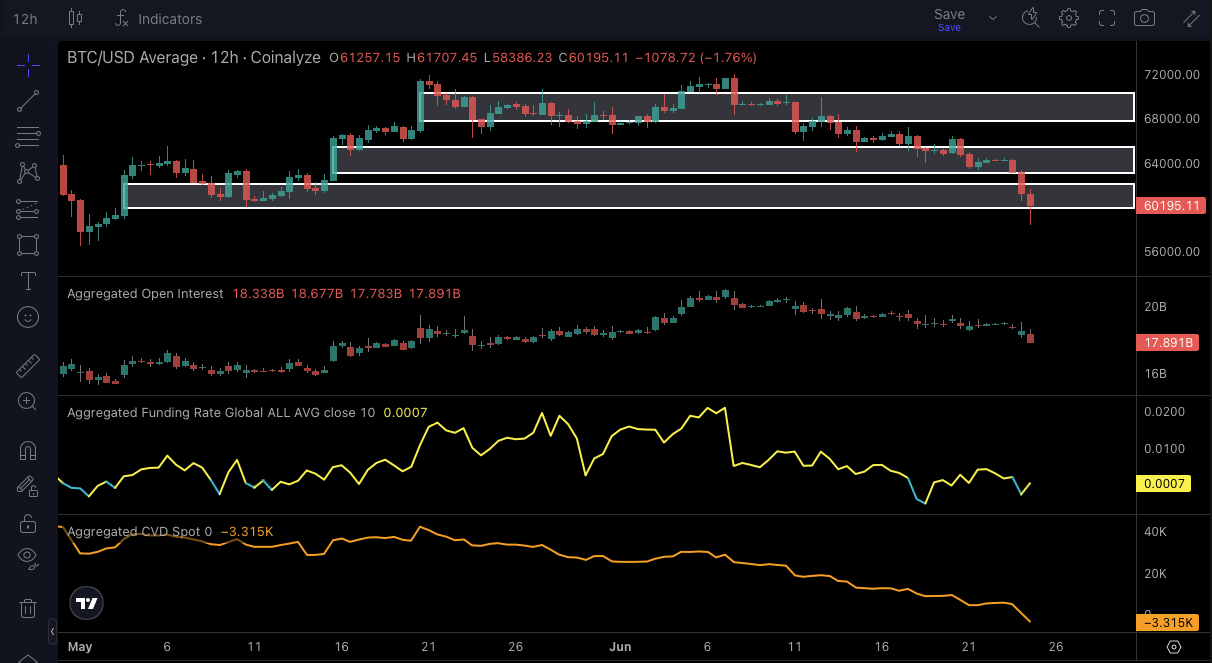 12h Indicators Save
Save
BTC/USD Average · 12h · Coinalyze O61257.15 H61707.45 L58386.23 C60195.11 −1078.72 (−1.76%)
72000.00
68000.00
64000.00
60195.11
56000.00
Aggregated Open Interest 18.338B 18.677B 17.783B 17.891B
20B
17.891B
16B
Aggregated Funding Rate Global ALL AVG close 10 0.0007
0.0200
0.0100
0.0007
Aggregated CVD Spot 0 −3.315K
40K
20K
0
−3.315K
May 6 11 16 21 26 Jun 6 11 16 21 26